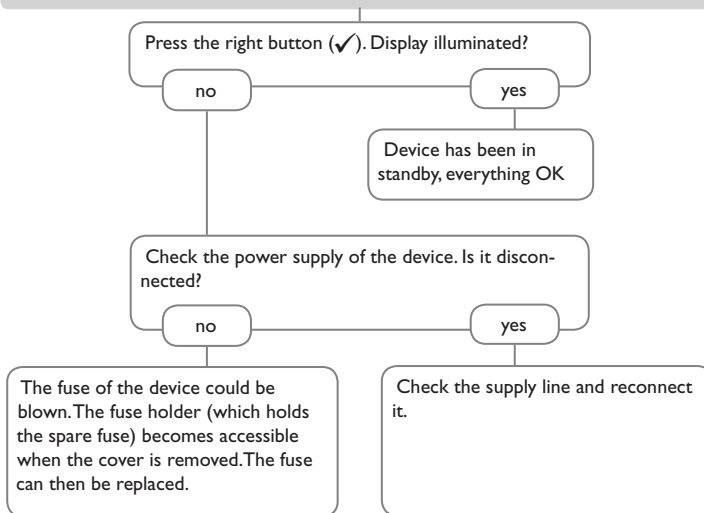 Press the right button (✓). Display illuminated?
no
yes
Device has been in
standby, everything OK
Check the power supply of the device. Is it discon-
nected?
no
yes
The fuse of the device could be
blown. The fuse holder (which holds
the spare fuse) becomes accessible
when the cover is removed. The fuse
can then be replaced.
Check the supply line and reconnect
it.